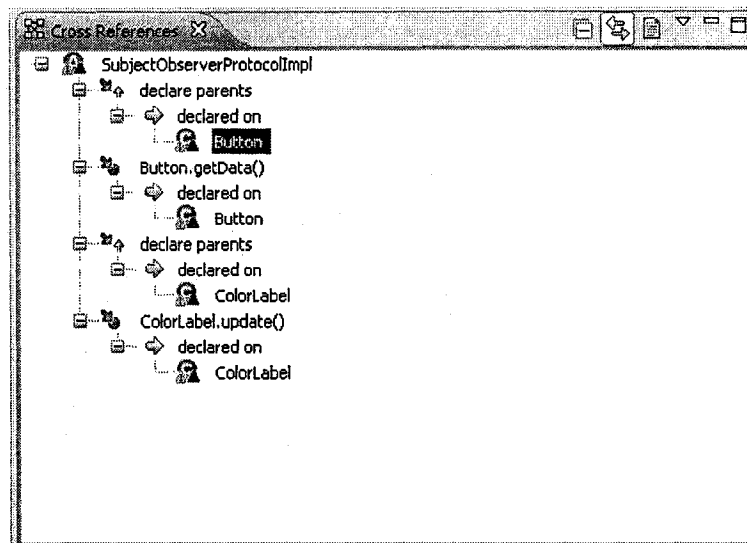 Cross References
SubjectObserverProtocolImpl
declare parents
declared on
Button
Button.getData()
declared on
Button
declare parents
declared on
ColorLabel
ColorLabel.update()
declared on
ColorLabel